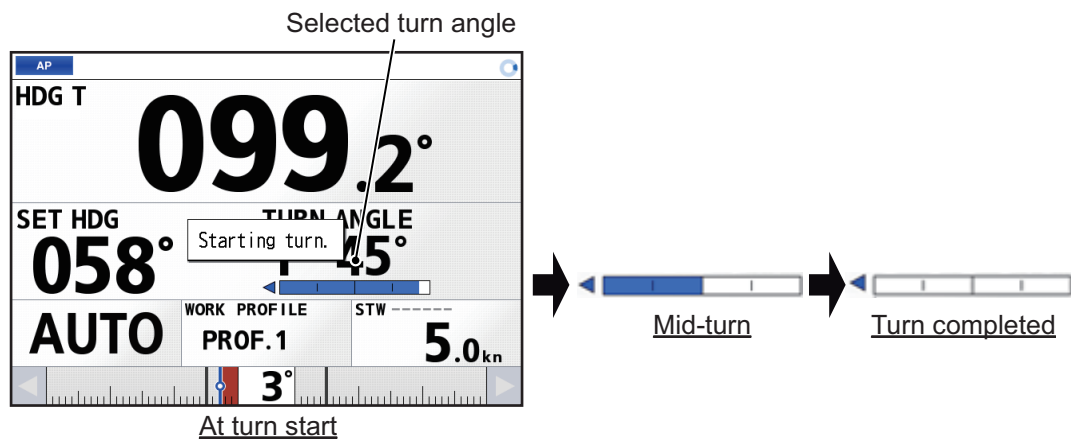 Selected turn angle
AP
HDG T
099.2°
SET HDG
TURN ANGLE
058°
45°
Starting turn.
AUTO
WORK PROFILE
PROF.1
STW
5.0kn
3°
At turn start
Mid-turn
Turn completed